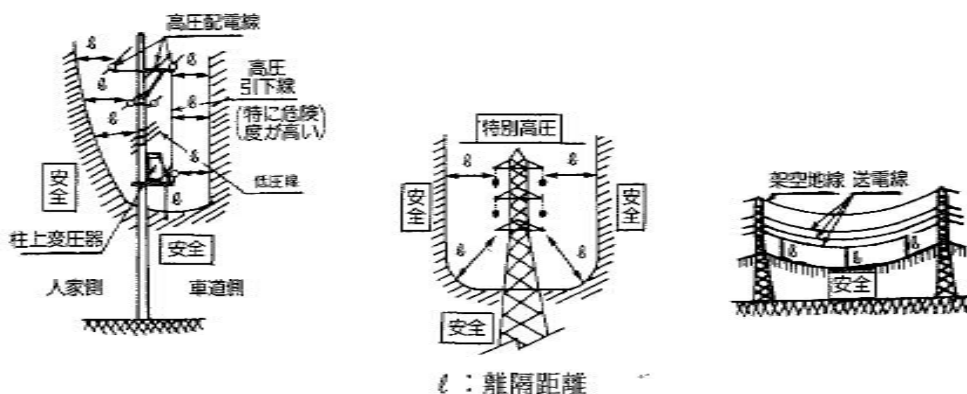 高圧配電線
ℓ
ℓ
ℓ
ℓ
ℓ
ℓ
ℓ
高圧
引下線
(特に危険
度が高い)
低圧線
安全
柱上変圧器
安全
人家側
車道側
特別高圧
ℓ
ℓ
安全
安全
ℓ
ℓ
安全
架空地線 送電線
ℓ
ℓ
ℓ
安全
ℓ：離隔距離